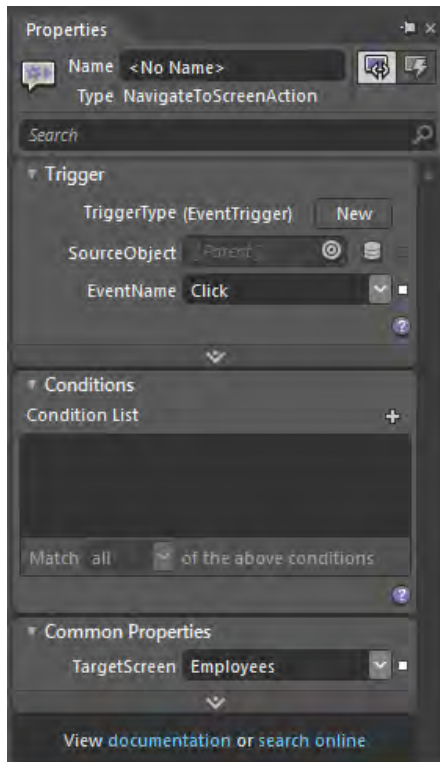 Properties
Name <No Name>
Type NavigateToScreenAction
Search
Trigger
TriggerType (EventTrigger) New
SourceObject [Parent]
EventName Click
Conditions
Condition List
Match all of the above conditions
Common Properties
TargetScreen Employees
View documentation or search online